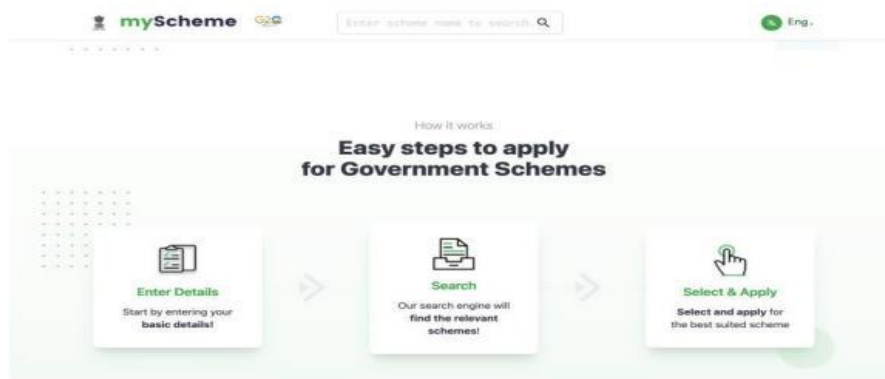 myScheme G20
Enter scheme name to search
Eng
How it works
Easy steps to apply
for Government Schemes
Enter Details
Start by entering your
basic details!
Search
Our search engine will
find the relevant
schemes!
Select & Apply
Select and apply for
the best suited scheme